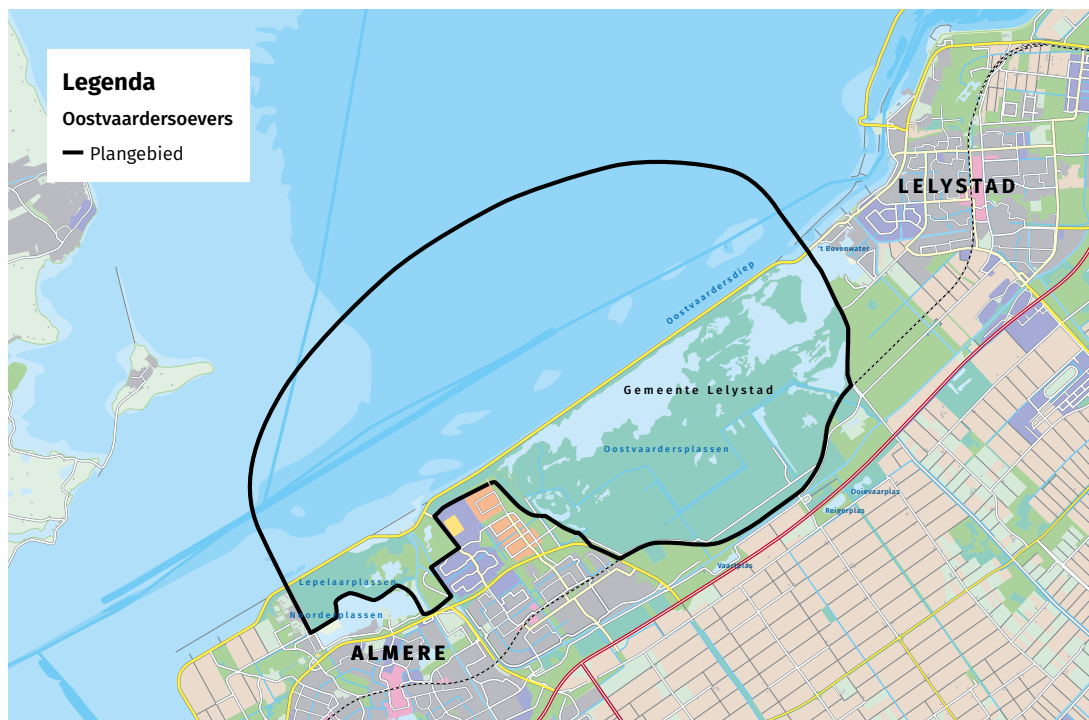 Legenda
Oostvaardersoevers
Plangebied
LELYSTAD
't Bovenwater
Oostvaardersdiep
Gemeente Lelystad
Oostvaardersplassen
Ooievaarplas
Reigerplas
Vaartplas
Lepelaarplassen
Noorderplassen
ALMERE